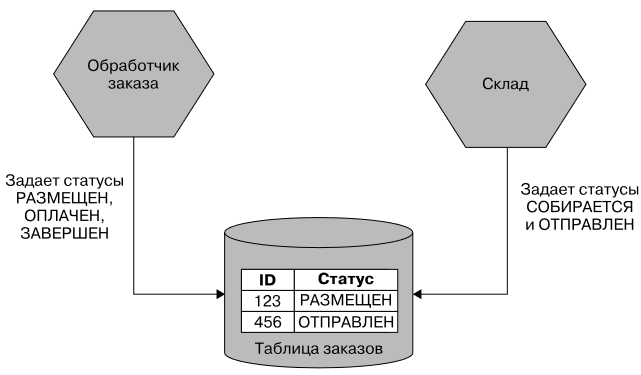 Обработчик
заказа
Склад
Задает статусы
РАЗМЕЩЕН,
ОПЛАЧЕН,
ЗАВЕРШЕН
Задает статусы
СОБИРАЕТСЯ
и ОТПРАВЛЕН
ID Статус
123 РАЗМЕЩЕН
456 ОТПРАВЛЕН
Таблица заказов